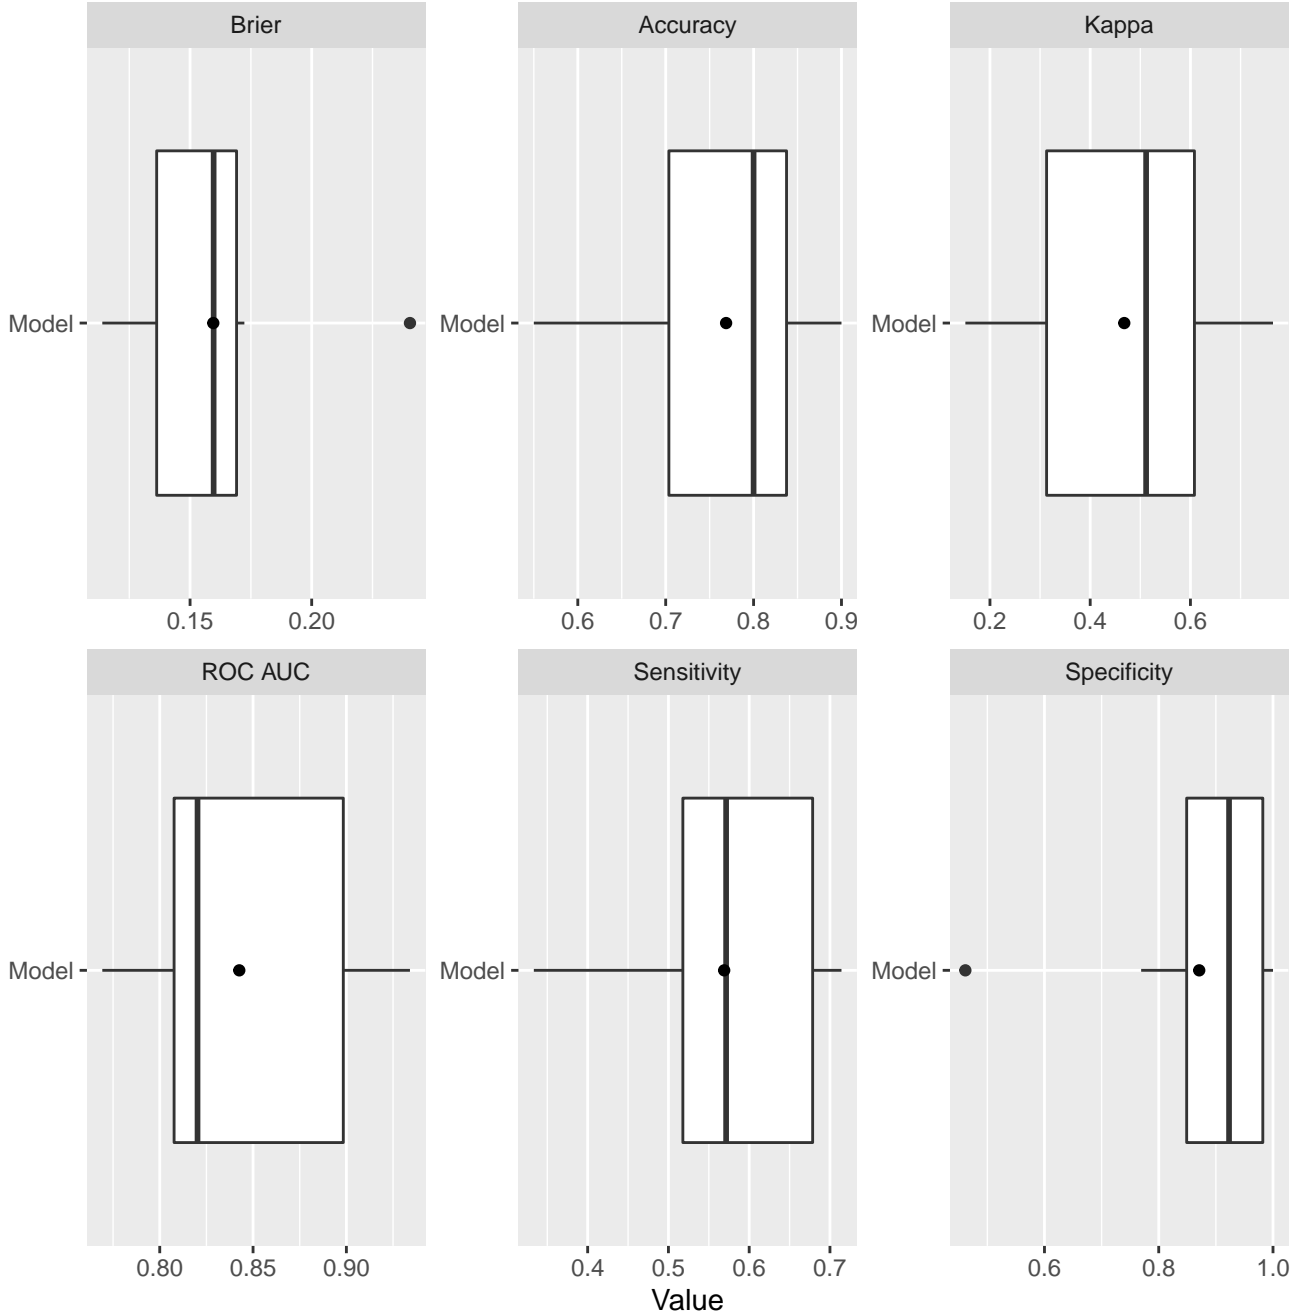 Brier Accuracy Kappa
Model Model Model
0.15 0.20 0.6 0.7 0.8 0.9 0.2 0.4 0.6
ROC AUC Sensitivity Specificity
Model Model Model
0.80 0.85 0.90 0.4 0.5 0.6 0.7 0.6 0.8 1.0
Value